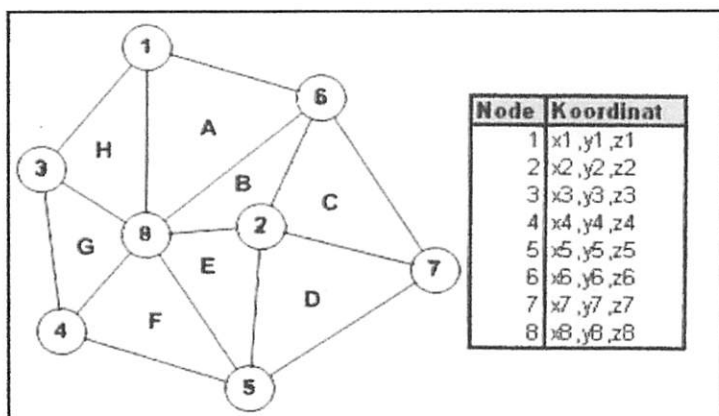 1
6
A
H
3
B
C
8
2
G
E
7
D
F
4
5
Node Koordinat
1 x1,y1,z1
2 x2,y2,z2
3 x3,y3,z3
4 x4,y4,z4
5 x5,y5,z5
6 x6,y6,z6
7 x7,y7,z7
8 x8,y8,z8